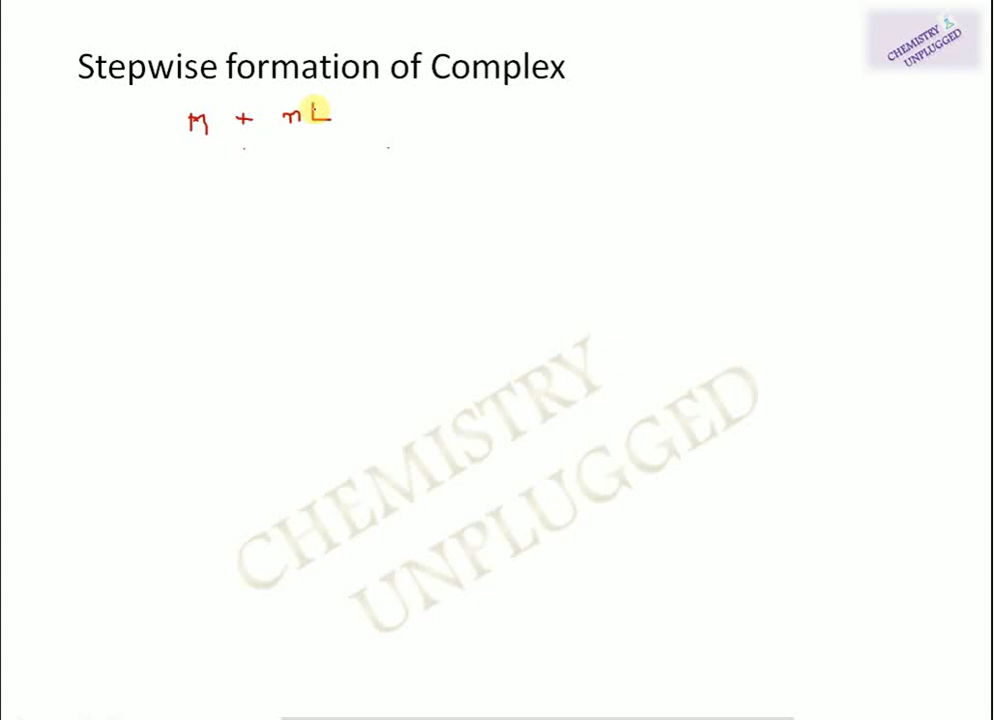 CHEMISTRY
UNPLUGGED
Stepwise formation of Complex
M + nL
CHEMISTRY
UNPLUGGED